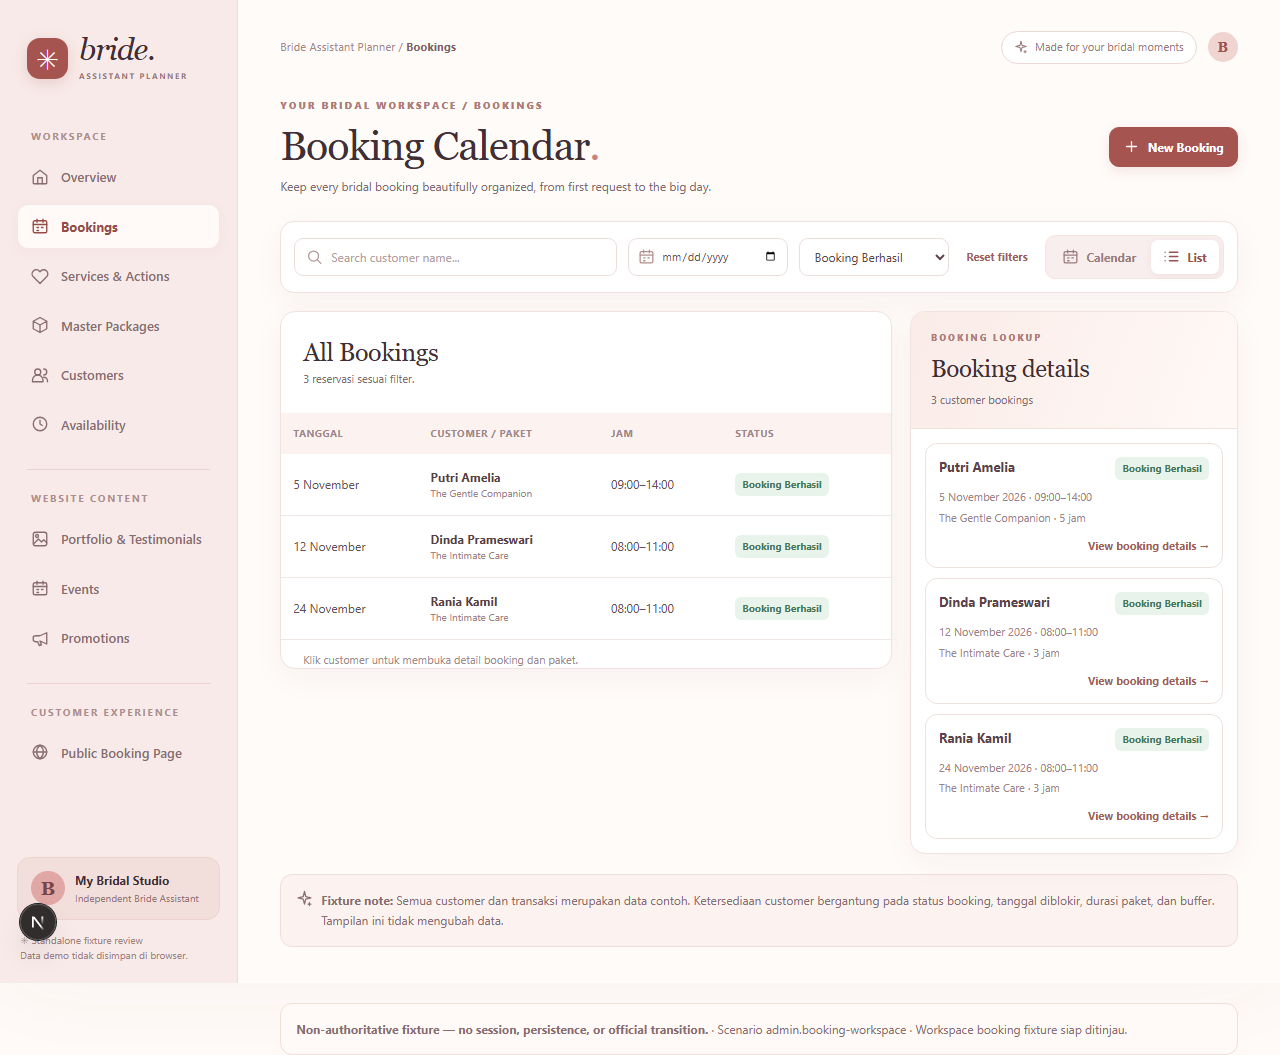 bride.
ASSISTANT PLANNER
WORKSPACE
Overview
Bookings
Services & Actions
Master Packages
Customers
Availability
WEBSITE CONTENT
Portfolio & Testimonials
Events
Promotions
CUSTOMER EXPERIENCE
Public Booking Page
B
My Bridal Studio
Independent Bride Assistant
N
Standalone fixture review
Data demo tidak disimpan di browser.
Bride Assistant Planner / Bookings
Made for your bridal moments
B
YOUR BRIDAL WORKSPACE / BOOKINGS
Booking Calendar.
Keep every bridal booking beautifully organized, from first request to the big day.
+ New Booking
Search customer name...
mm/dd/yyyy
Booking Berhasil
Reset filters
Calendar
List
All Bookings
3 reservasi sesuai filter.
TANGGAL CUSTOMER / PAKET JAM STATUS
5 November Putri Amelia 09:00–14:00 Booking Berhasil
The Gentle Companion
12 November Dinda Prameswari 08:00–11:00 Booking Berhasil
The Intimate Care
24 November Rania Kamil 08:00–11:00 Booking Berhasil
The Intimate Care
Klik customer untuk membuka detail booking dan paket.
BOOKING LOOKUP
Booking details
3 customer bookings
Putri Amelia Booking Berhasil
5 November 2026 · 09:00–14:00
The Gentle Companion · 5 jam
View booking details →
Dinda Prameswari Booking Berhasil
12 November 2026 · 08:00–11:00
The Intimate Care · 3 jam
View booking details →
Rania Kamil Booking Berhasil
24 November 2026 · 08:00–11:00
The Intimate Care · 3 jam
View booking details →
Fixture note: Semua customer dan transaksi merupakan data contoh. Ketersediaan customer bergantung pada status booking, tanggal diblokir, durasi paket, dan buffer.
Tampilan ini tidak mengubah data.
Non-authoritative fixture — no session, persistence, or official transition. · Scenario admin.booking-workspace · Workspace booking fixture siap ditinjau.